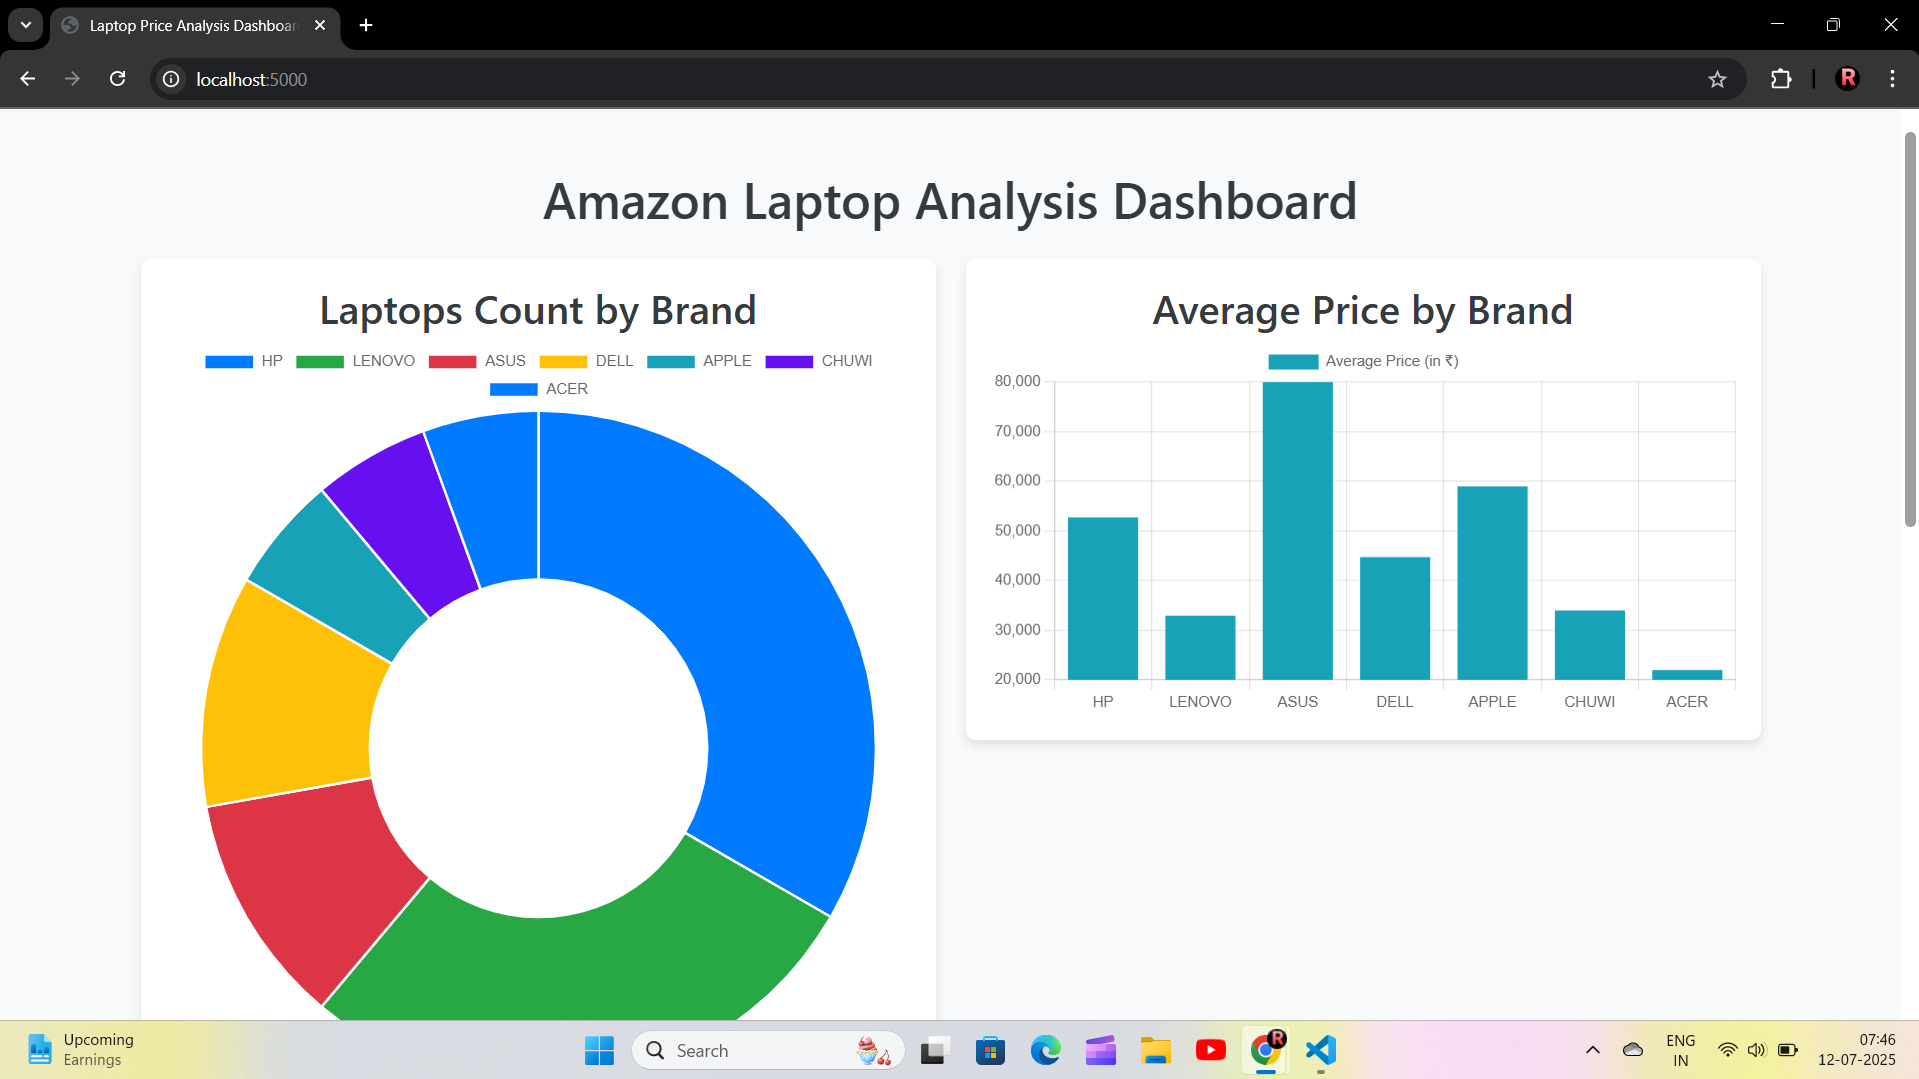 Laptop Price Analysis Dashboar
localhost:5000
Amazon Laptop Analysis Dashboard
Laptops Count by Brand
HP LENOVO ASUS DELL APPLE CHUWI
ACER
Average Price by Brand
Average Price (in ₹)
80,000
70,000
60,000
50,000
40,000
30,000
20,000
HP LENOVO ASUS DELL APPLE CHUWI ACER
Upcoming
Earnings
Search
ENG
IN
07:46
12-07-2025